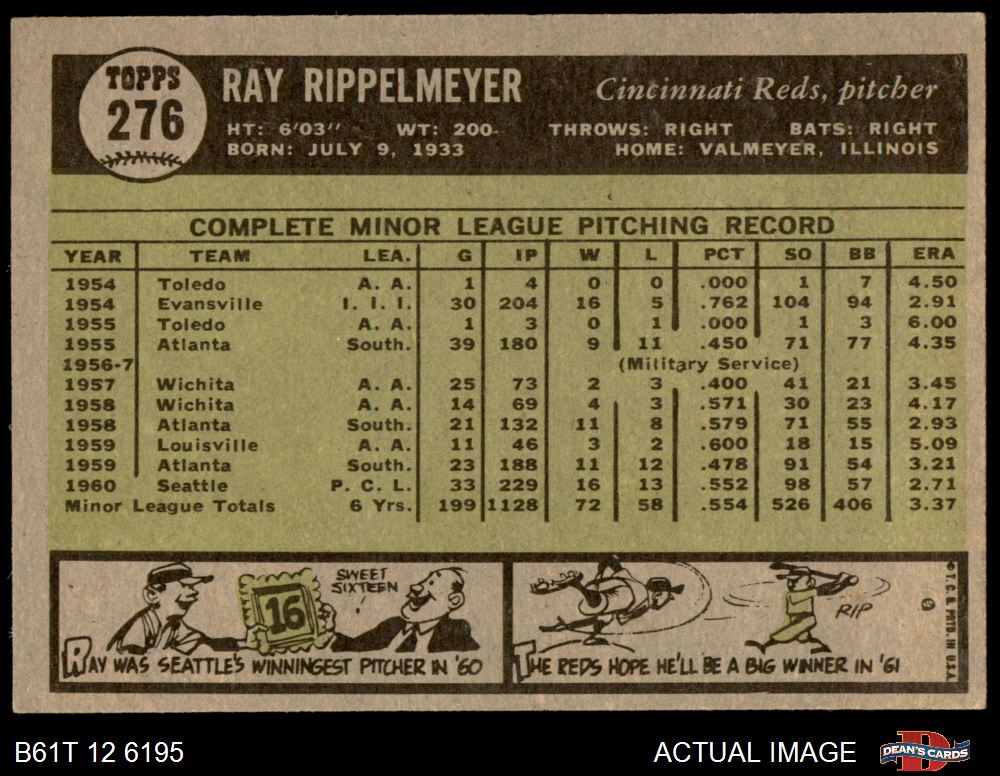 TOPPS
276
RAY RIPPELMEYER
Cincinnati Reds, pitcher
HT: 6'03" WT: 200 THROWS: RIGHT BATS: RIGHT
BORN: JULY 9, 1933 HOME: VALMEYER, ILLINOIS
COMPLETE MINOR LEAGUE PITCHING RECORD
YEAR TEAM LEA. G IP W L PCT SO BB ERA
1954 Toledo A. A. 1 4 0 0 .000 1 7 4.50
1954 Evansville I. I. I. 30 204 16 5 .762 104 94 2.91
1955 Toledo A. A. 1 3 0 1 .000 1 3 6.00
1955 Atlanta South. 39 180 9 11 .450 71 77 4.35
1956-7 (Military Service)
1957 Wichita A. A. 25 73 2 3 .400 41 21 3.45
1958 Wichita A. A. 14 69 4 3 .571 30 23 4.17
1958 Atlanta South. 21 132 11 8 .579 71 55 2.93
1959 Louisville A. A. 11 46 3 2 .600 18 15 5.09
1959 Atlanta South. 23 188 11 12 .478 91 54 3.21
1960 Seattle P. C. L. 33 229 16 13 .552 98 57 2.71
Minor League Totals 6 Yrs. 199 1128 72 58 .554 526 406 3.37
SWEET
SIXTEEN
!
16
RAY WAS SEATTLE'S WINNINGEST PITCHER IN '60
RIP
THE REDS HOPE HE'LL BE A BIG WINNER IN '61
© T. C. G. PRTD. IN U.S.A.
B61T 12 6195
ACTUAL IMAGE
DEAN'S CARDS